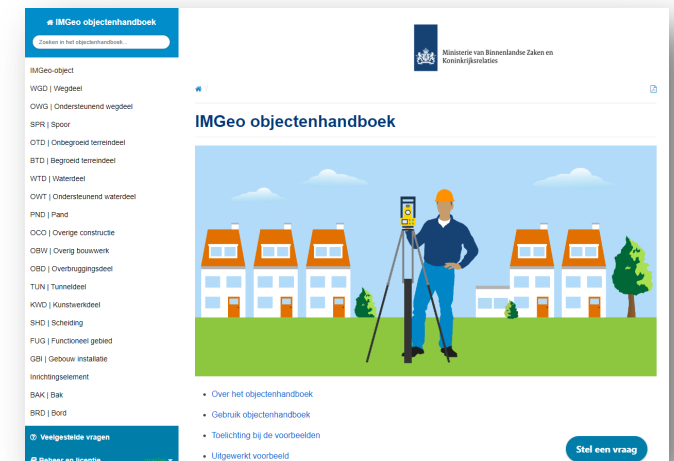 IMGeo objectenhandboek
Zoeken in het objectenhandboek...
IMGeo-object
WGD | Wegdeel
OWG | Ondersteunend wegdeel
SPR | Spoor
OTD | Onbegroeid terreindeel
BTD | Begroeid terreindeel
WTD | Waterdeel
OWT | Ondersteunend waterdeel
PND | Pand
OCO | Overige constructie
OBW | Overig bouwwerk
OBD | Overbruggingsdeel
TUN | Tunneldeel
KWD | Kunstwerkdeel
SHD | Scheiding
FUG | Functioneel gebied
GBI | Gebouw installatie
Inrichtingselement
BAK | Bak
BRD | Bord
Veelgestelde vragen
Beheer en licentie
Ministerie van Binnenlandse Zaken en
Koninkrijksrelaties
IMGeo objectenhandboek
Over het objectenhandboek
Gebruik objectenhandboek
Toelichting bij de voorbeelden
Uitgewerkt voorbeeld
Stel een vraag